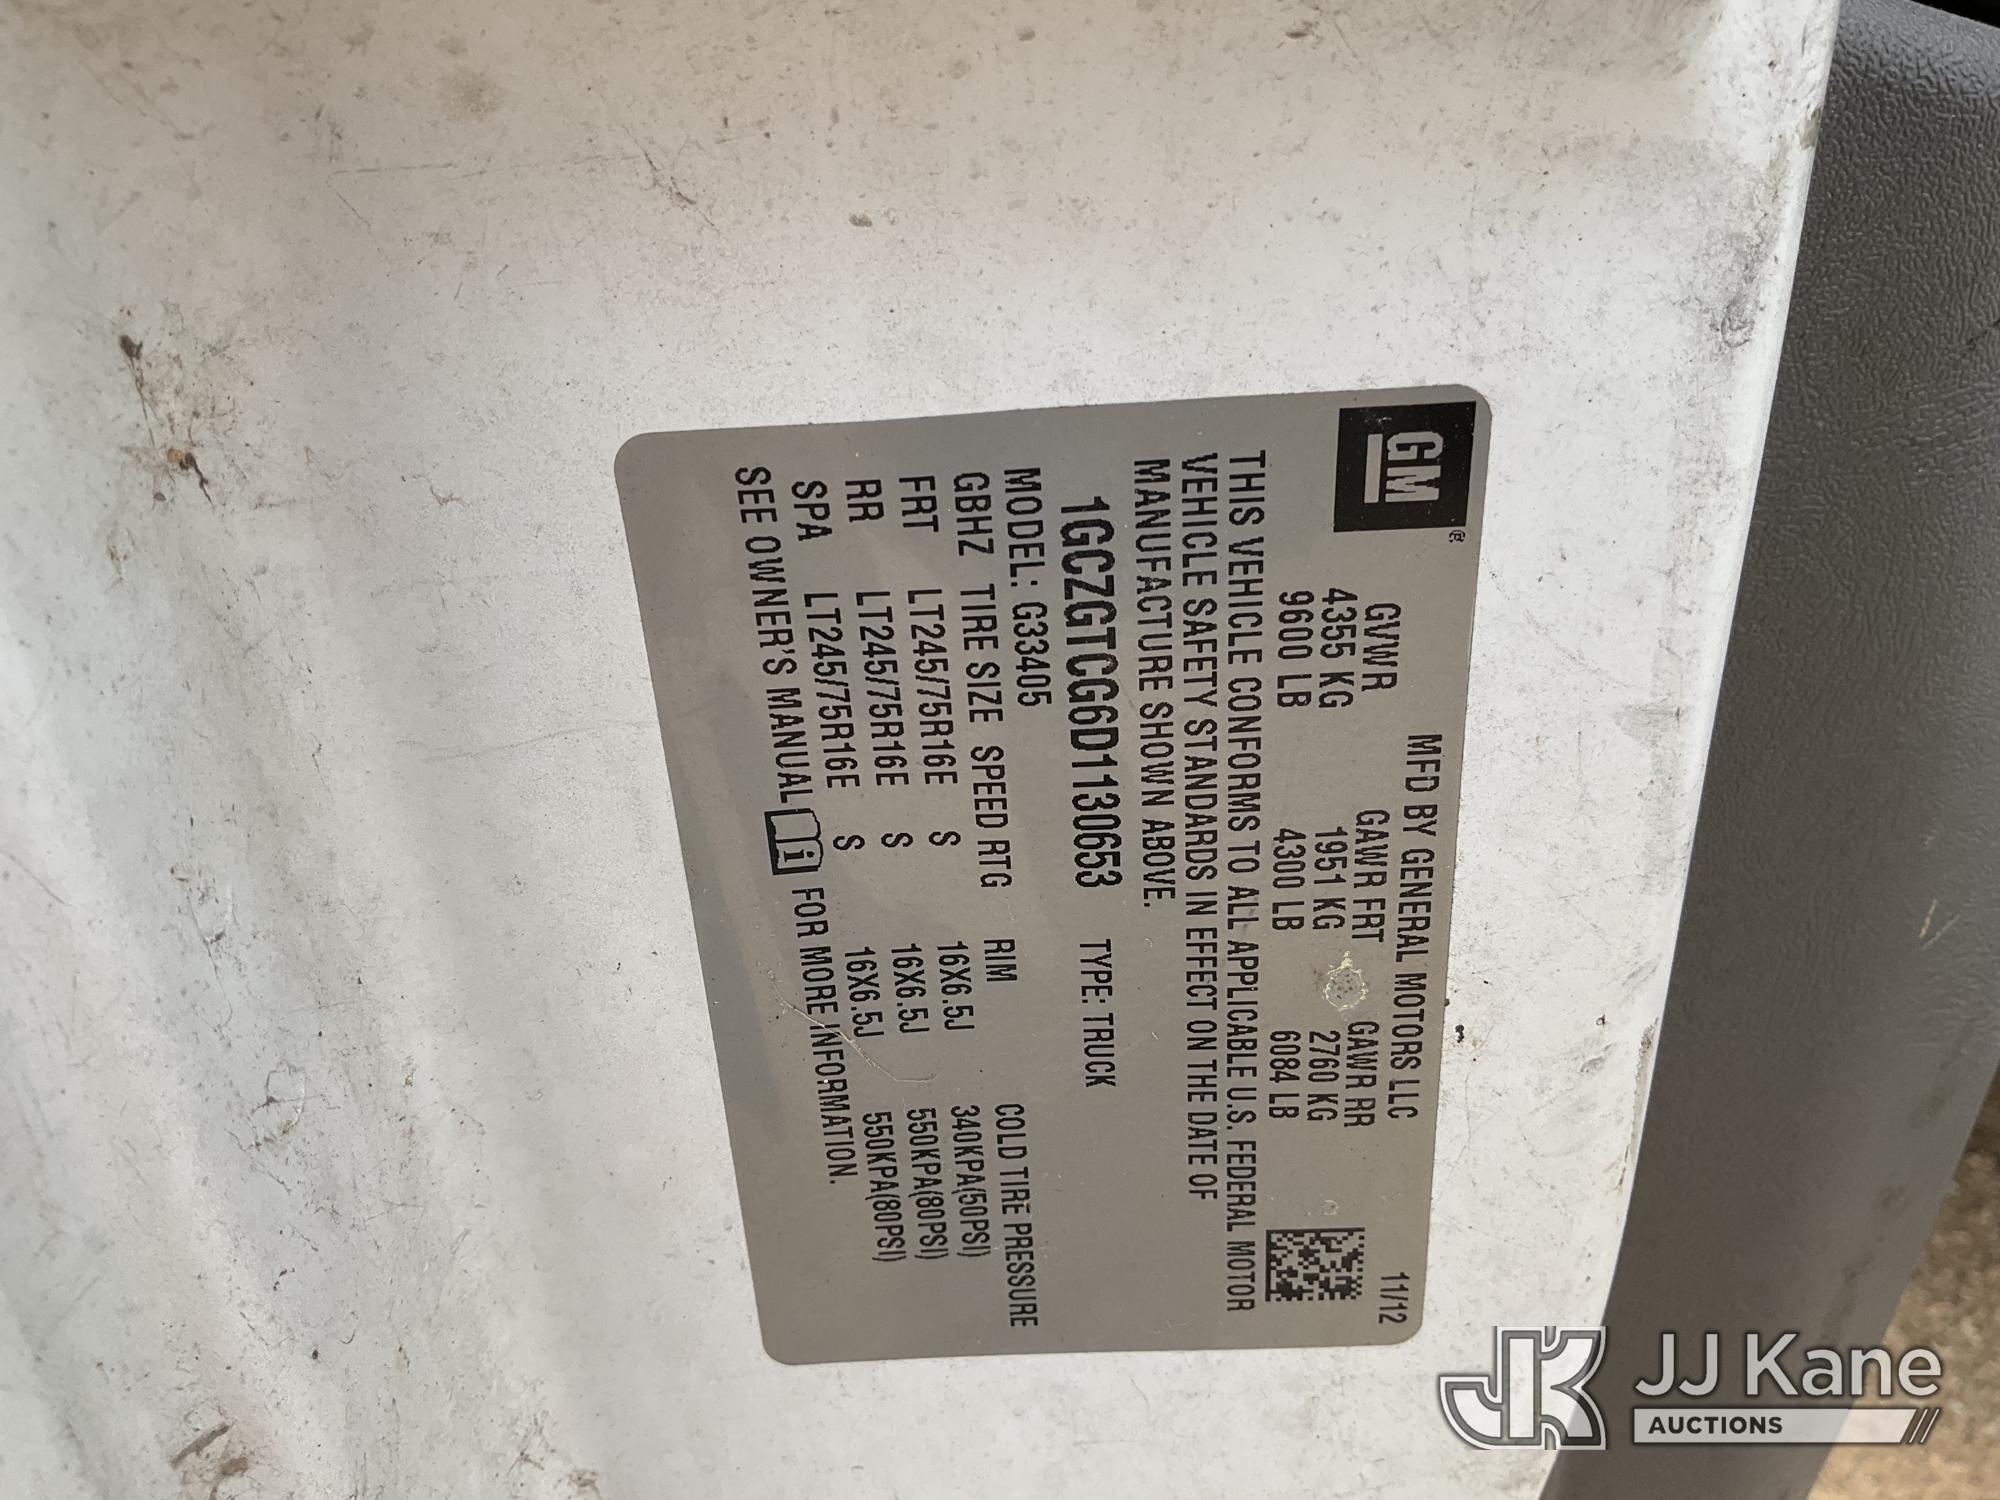 GM®
MFD BY GENERAL MOTORS LLC 11/12
GVWR GAWR FRT GAWR RR
4355 KG 1951 KG 2760 KG
9600 LB 4300 LB 6084 LB
THIS VEHICLE CONFORMS TO ALL APPLICABLE U.S. FEDERAL MOTOR
VEHICLE SAFETY STANDARDS IN EFFECT ON THE DATE OF
MANUFACTURE SHOWN ABOVE.
1GCZGTCG6D1130653 TYPE: TRUCK
MODEL: G33405
GBHZ TIRE SIZE SPEED RTG RIM COLD TIRE PRESSURE
FRT LT245/75R16E S 16X6.5J 340KPA(50PSI)
RR LT245/75R16E S 16X6.5J 550KPA(80PSI)
SPA LT245/75R16E S 16X6.5J 550KPA(80PSI)
SEE OWNER'S MANUAL i FOR MORE INFORMATION.
JK JJ Kane
AUCTIONS